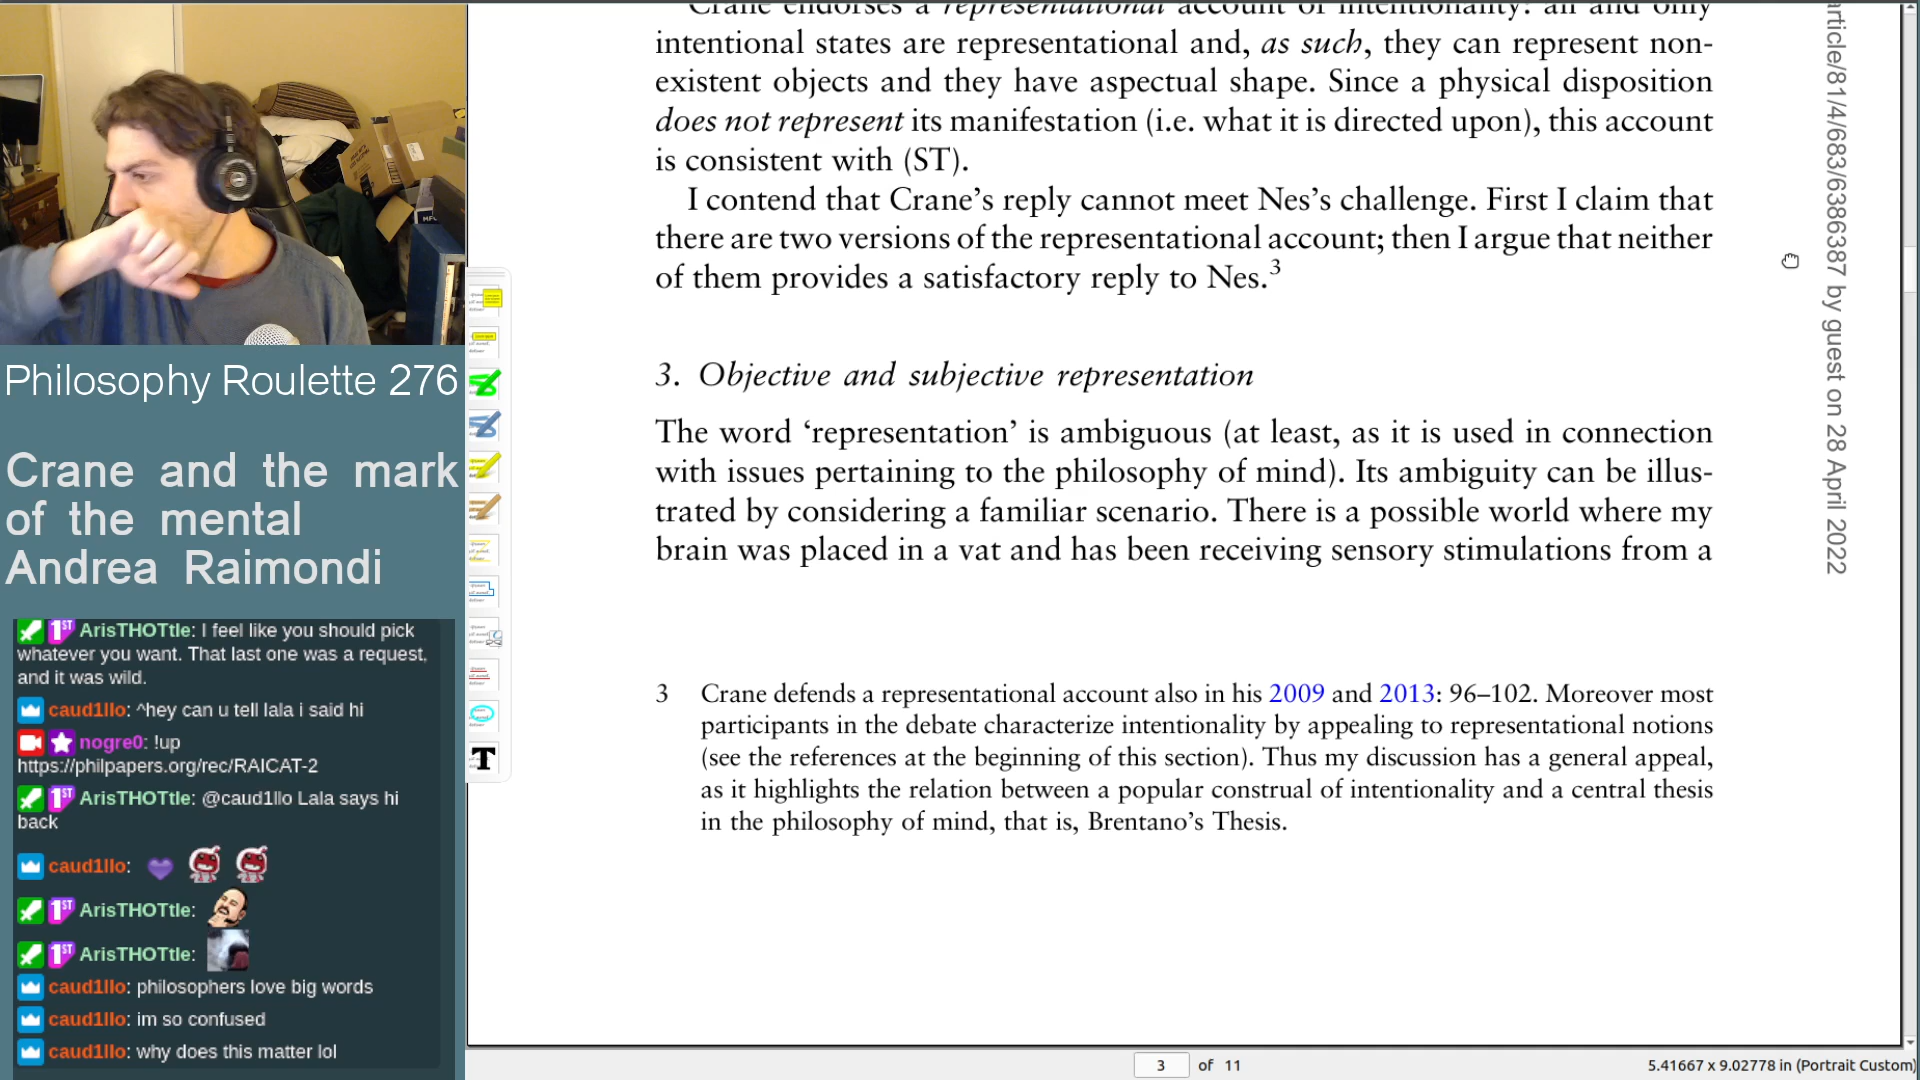 Crane endorses a representational account of intentionality: all and only
intentional states are representational and, as such, they can represent non-
existent objects and they have aspectual shape. Since a physical disposition
does not represent its manifestation (i.e. what it is directed upon), this account
is consistent with (ST).
I contend that Crane's reply cannot meet Nes's challenge. First I claim that
there are two versions of the representational account; then I argue that neither
of them provides a satisfactory reply to Nes.3
3. Objective and subjective representation
The word ‘representation’ is ambiguous (at least, as it is used in connection
with issues pertaining to the philosophy of mind). Its ambiguity can be illus-
trated by considering a familiar scenario. There is a possible world where my
brain was placed in a vat and has been receiving sensory stimulations from a
3 Crane defends a representational account also in his 2009 and 2013: 96–102. Moreover most
participants in the debate characterize intentionality by appealing to representational notions
(see the references at the beginning of this section). Thus my discussion has a general appeal,
as it highlights the relation between a popular construal of intentionality and a central thesis
in the philosophy of mind, that is, Brentano's Thesis.
article/81/4/683/6386387 by guest on 28 April 2022
Philosophy Roulette 276
Crane and the mark
of the mental
Andrea Raimondi
1ST ArisTHOTtle: I feel like you should pick
whatever you want. That last one was a request,
and it was wild.
caud1llo: ^hey can u tell lala i said hi
nogre0: !up
https://philpapers.org/rec/RAICAT-2
1ST ArisTHOTtle: @caud1llo Lala says hi
back
caud1llo:
1ST ArisTHOTtle:
1ST ArisTHOTtle:
caud1llo: philosophers love big words
caud1llo: im so confused
caud1llo: why does this matter lol
T
3 of 11
5.41667 x 9.02778 in (Portrait Custom)